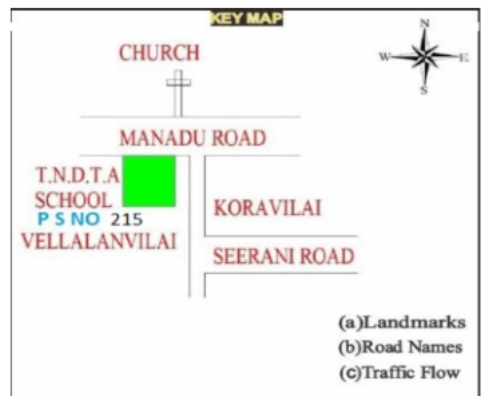 KEY MAP
N
CHURCH
W
E
S
MANADU ROAD
T.N.D.T.A
SCHOOL
P S NO 215
VELLALANVILAI
KORAVILAI
SEERANI ROAD
(a)Landmarks
(b)Road Names
(c)Traffic Flow